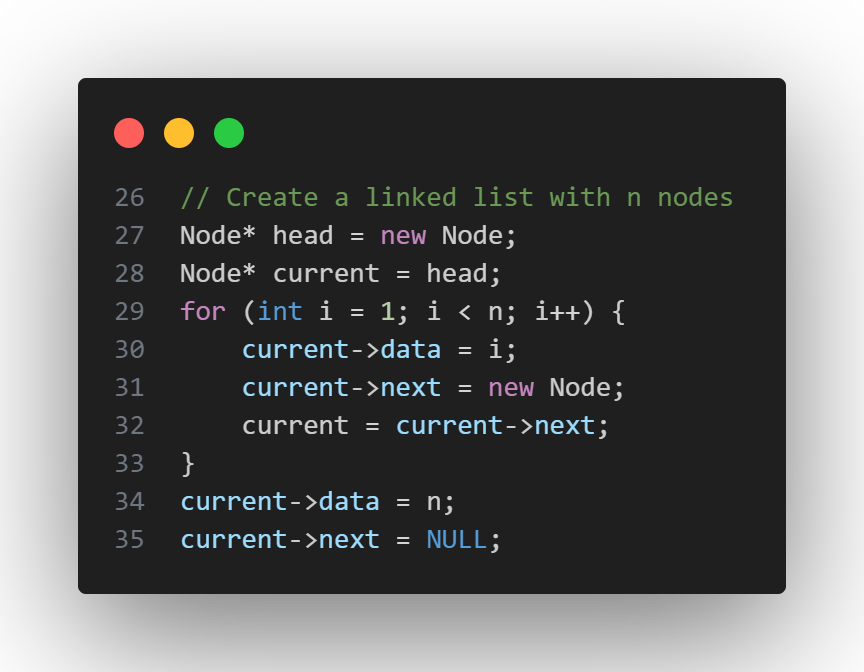 26 // Create a linked list with n nodes
27 Node* head = new Node;
28 Node* current = head;
29 for (int i = 1; i < n; i++) {
30     current->data = i;
31     current->next = new Node;
32     current = current->next;
33 }
34 current->data = n;
35 current->next = NULL;